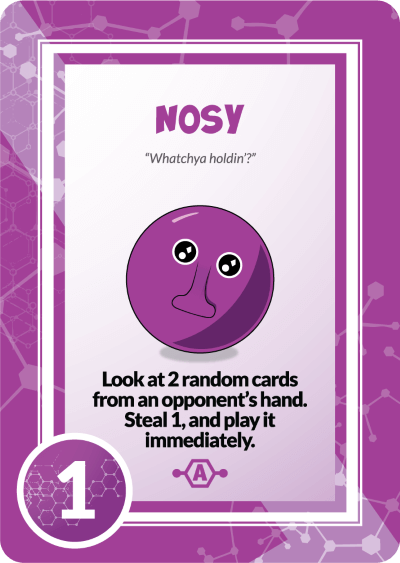 NOSY
“Whatchya holdin’?”
Look at 2 random cards
from an opponent’s hand.
Steal 1, and play it
immediately.
A
1